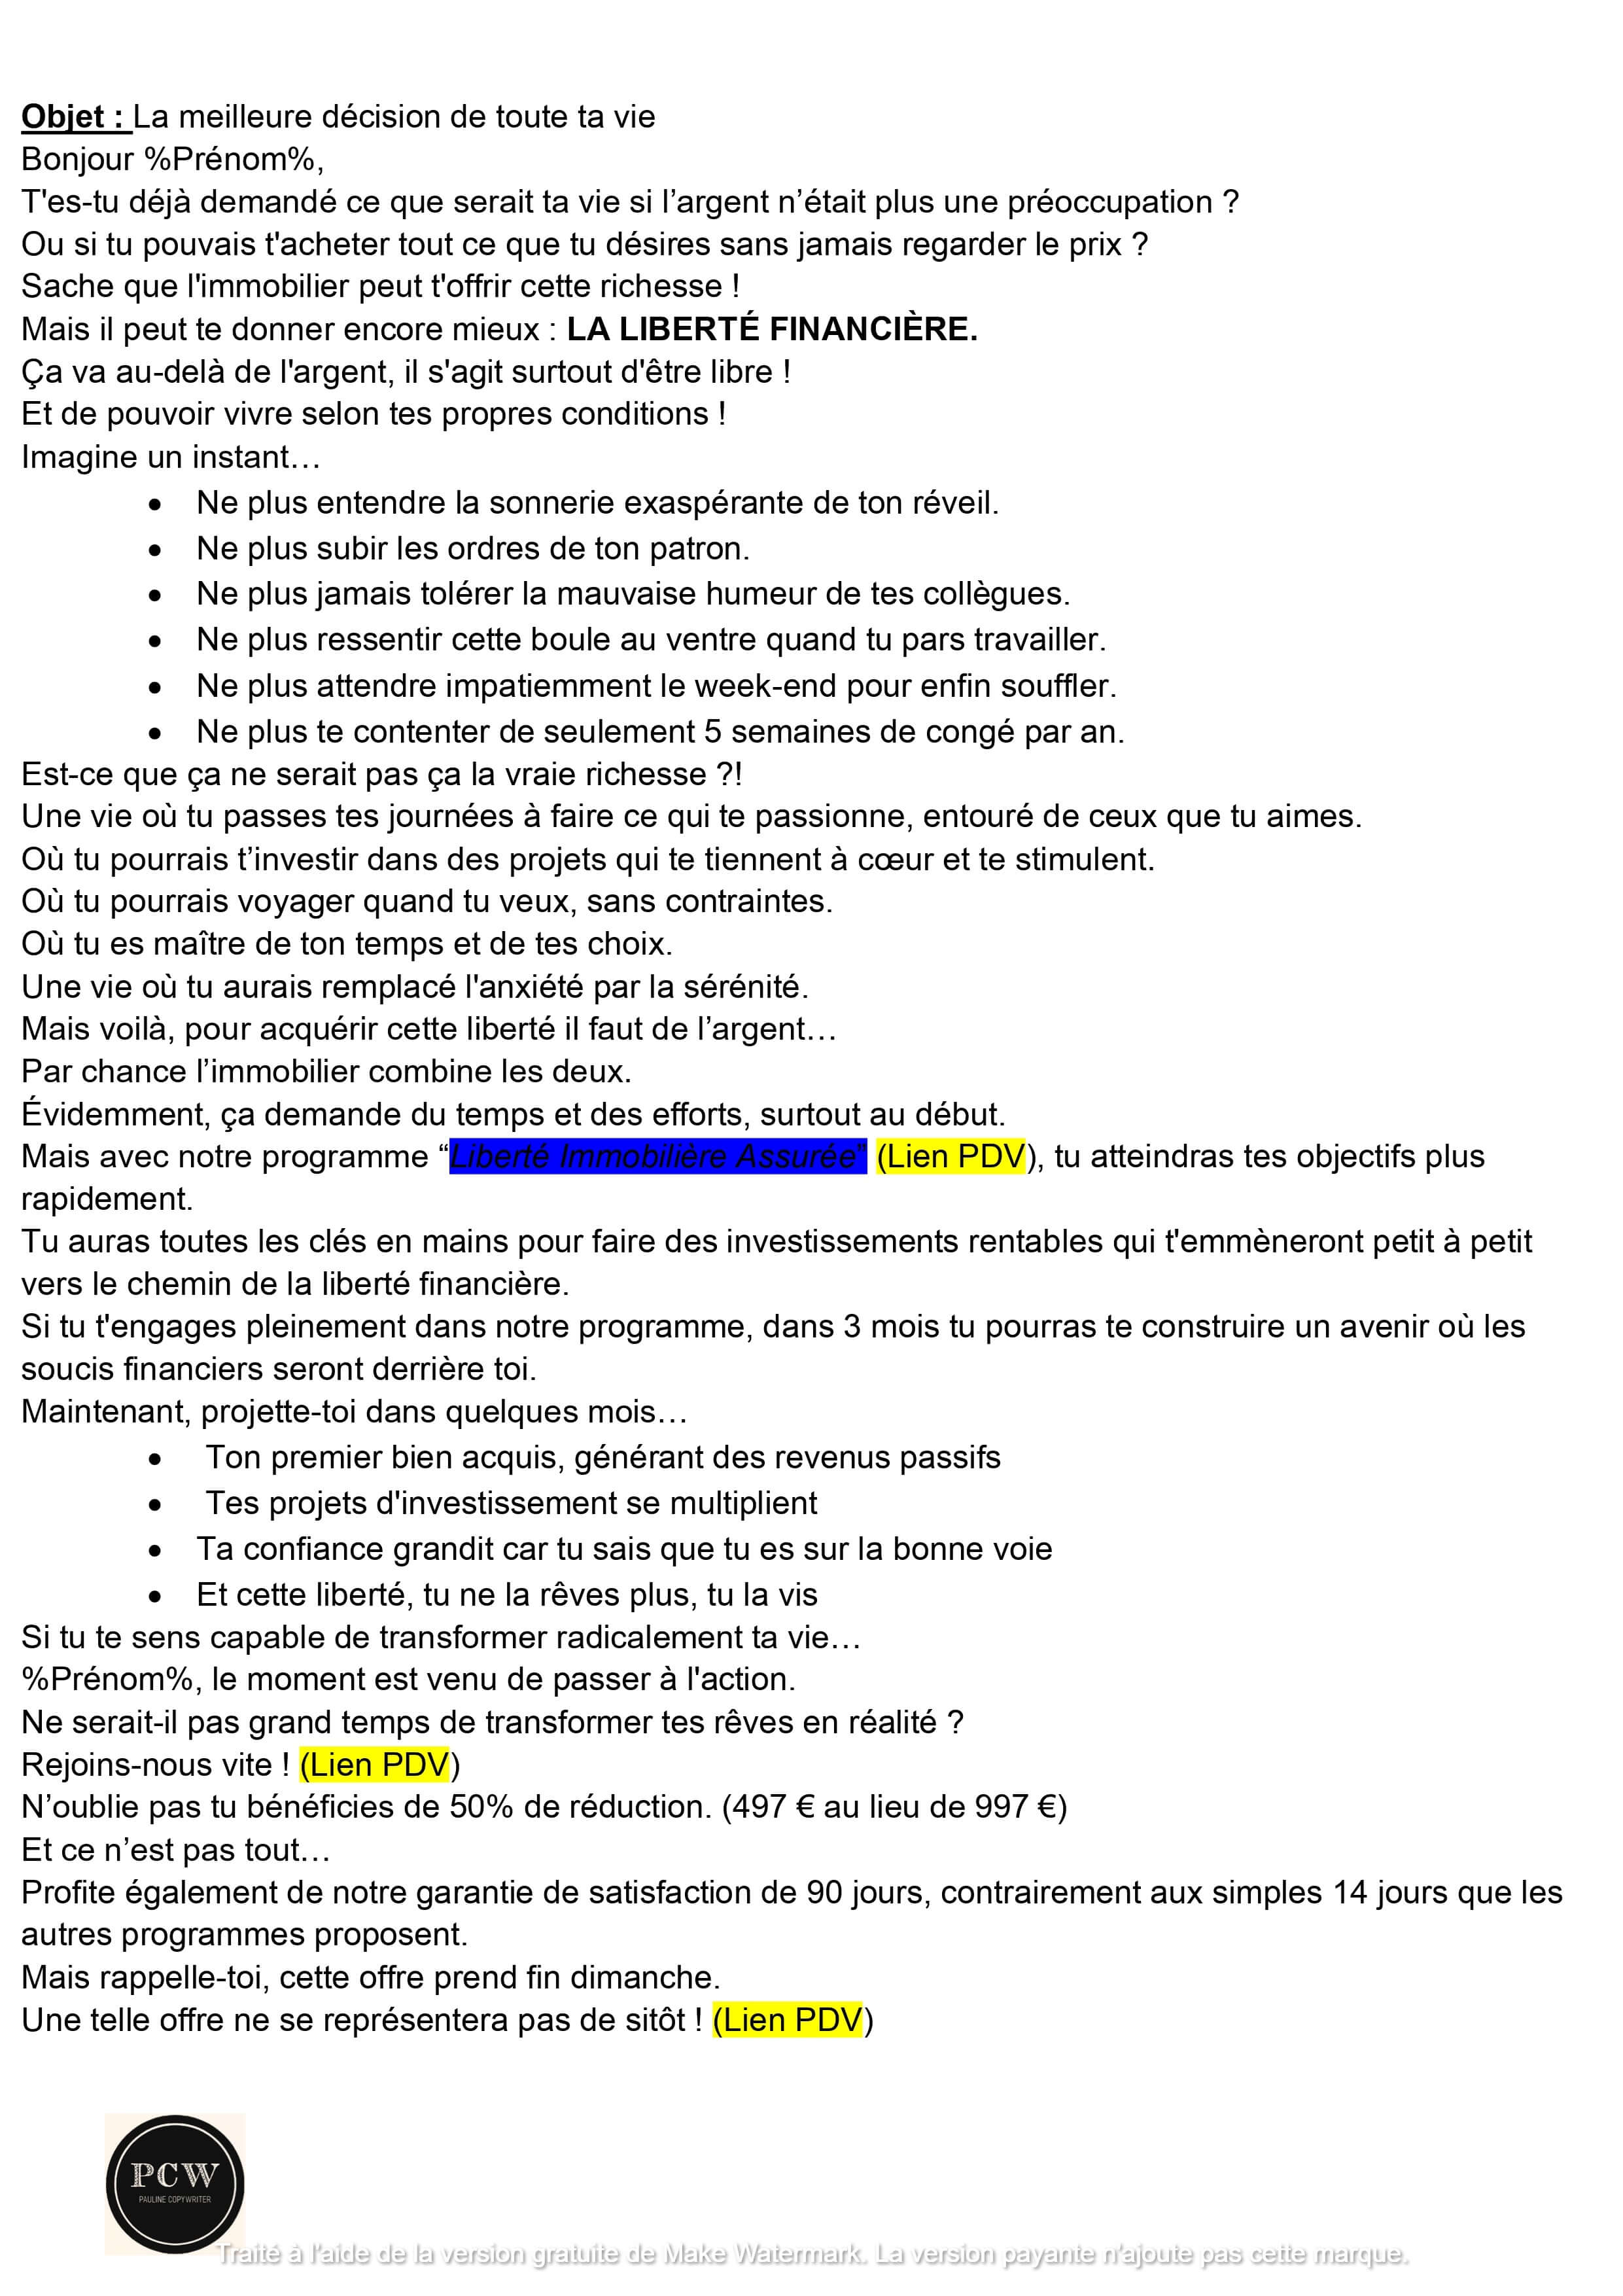 Objet : La meilleure décision de toute ta vie
Bonjour %Prénom%,
T'es-tu déjà demandé ce que serait ta vie si l’argent n’était plus une préoccupation ?
Ou si tu pouvais t'acheter tout ce que tu désires sans jamais regarder le prix ?
Sache que l'immobilier peut t'offrir cette richesse !
Mais il peut te donner encore mieux : LA LIBERTÉ FINANCIÈRE.
Ça va au-delà de l'argent, il s'agit surtout d'être libre !
Et de pouvoir vivre selon tes propres conditions !
Imagine un instant…
• Ne plus entendre la sonnerie exaspérante de ton réveil.
• Ne plus subir les ordres de ton patron.
• Ne plus jamais tolérer la mauvaise humeur de tes collègues.
• Ne plus ressentir cette boule au ventre quand tu pars travailler.
• Ne plus attendre impatiemment le week-end pour enfin souffler.
• Ne plus te contenter de seulement 5 semaines de congé par an.
Est-ce que ça ne serait pas ça la vraie richesse ?!
Une vie où tu passes tes journées à faire ce qui te passionne, entouré de ceux que tu aimes.
Où tu pourrais t’investir dans des projets qui te tiennent à cœur et te stimulent.
Où tu pourrais voyager quand tu veux, sans contraintes.
Où tu es maître de ton temps et de tes choix.
Une vie où tu aurais remplacé l'anxiété par la sérénité.
Mais voilà, pour acquérir cette liberté il faut de l’argent…
Par chance l’immobilier combine les deux.
Évidemment, ça demande du temps et des efforts, surtout au début.
Mais avec notre programme “Liberté Immobilière Assurée” (Lien PDV), tu atteindras tes objectifs plus
rapidement.
Tu auras toutes les clés en mains pour faire des investissements rentables qui t'emmèneront petit à petit
vers le chemin de la liberté financière.
Si tu t'engages pleinement dans notre programme, dans 3 mois tu pourras te construire un avenir où les
soucis financiers seront derrière toi.
Maintenant, projette-toi dans quelques mois…
• Ton premier bien acquis, générant des revenus passifs
• Tes projets d'investissement se multiplient
• Ta confiance grandit car tu sais que tu es sur la bonne voie
• Et cette liberté, tu ne la rêves plus, tu la vis
Si tu te sens capable de transformer radicalement ta vie…
%Prénom%, le moment est venu de passer à l'action.
Ne serait-il pas grand temps de transformer tes rêves en réalité ?
Rejoins-nous vite ! (Lien PDV)
N’oublie pas tu bénéficies de 50% de réduction. (497 € au lieu de 997 €)
Et ce n’est pas tout…
Profite également de notre garantie de satisfaction de 90 jours, contrairement aux simples 14 jours que les
autres programmes proposent.
Mais rappelle-toi, cette offre prend fin dimanche.
Une telle offre ne se représentera pas de sitôt ! (Lien PDV)
PCW
PAULINE COPYWRITER
Traité à l'aide de la version gratuite de Make Watermark. La version payante n'ajoute pas cette marque.